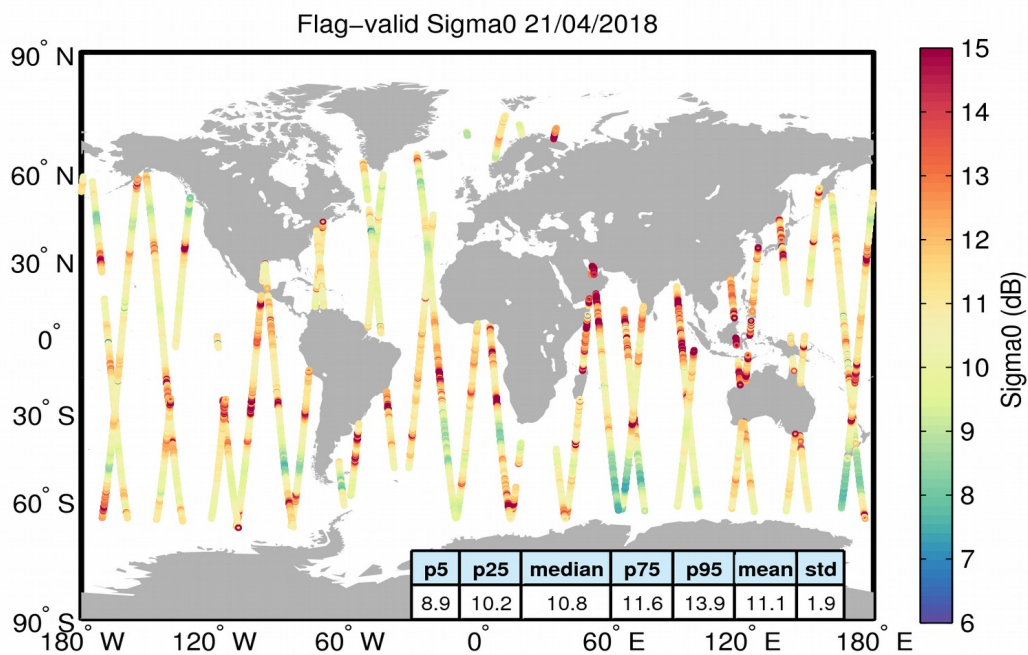 Flag−valid Sigma0 21/04/2018
90° N
60° N
30° N
0°
30° S
60° S
90° S
180° W
120° W
60° W
0°
60° E
120° E
180° E
15
14
13
12
11
10
9
8
7
6
Sigma0 (dB)
p5 p25 median p75 p95 mean std
8.9 10.2 10.8 11.6 13.9 11.1 1.9